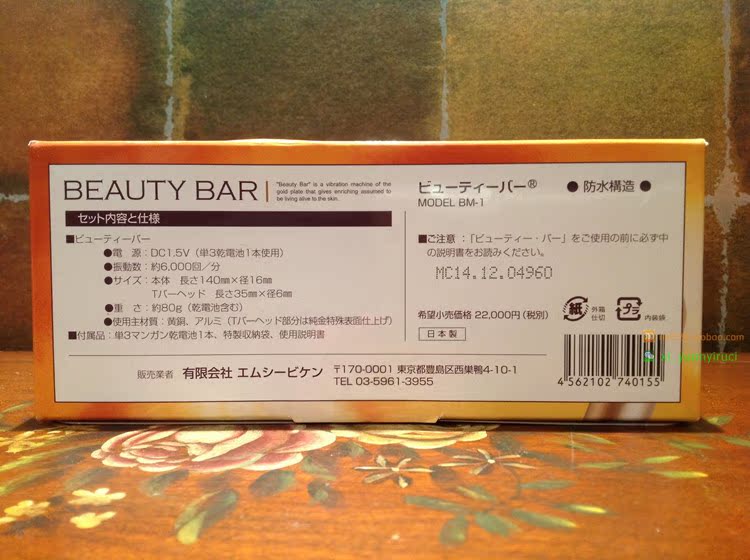 BEAUTY BAR
"Beauty Bar" is a vibration machine of the
gold plate that gives enriching assumed to
be living alive to the skin.
セット内容と仕様
■ビューティーバー
●電　源：DC1.5V（単3乾電池1本使用）
●振動数：約6,000回／分
●サイズ：本体　長さ140㎜×径16㎜
Tバーヘッド　長さ35㎜×径6㎜
●重　さ：約80g（乾電池含む）
●使用主材質：黄銅、アルミ（Tバーヘッド部分は純金特殊表面仕上げ）
■付属品：単3マンガン乾電池1本、特製収納袋、使用説明書
ビューティーバー®
MODEL BM-1
●防水構造●
■ご注意：「ビューティー・バー」をご使用の前に必ず中
の説明書をお読みください。
MC14.12.04960
希望小売価格 22,000円（税別）
日本製
紙
外箱
仕切
プラ
内装袋
4 562102 740155
販売業者　有限会社 エムシービケン
〒170-0001 東京都豊島区西巣鴨4-10-1
TEL 03-5961-3955